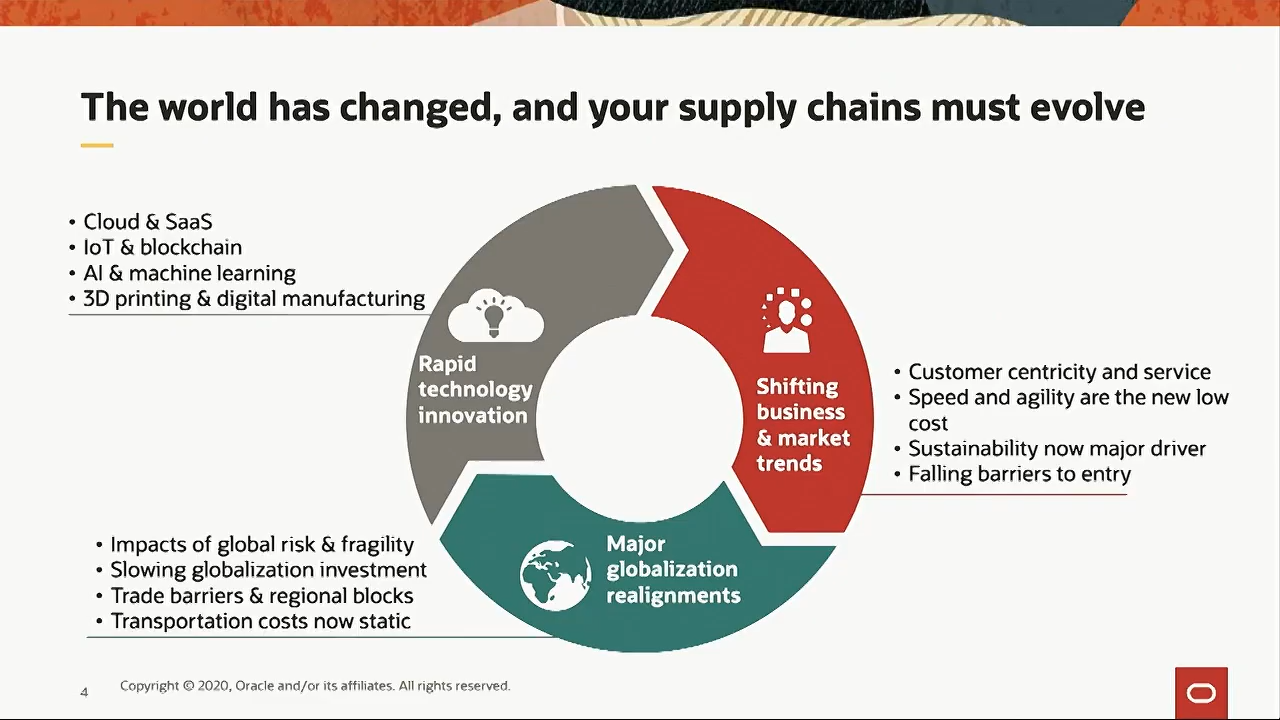 The world has changed, and your supply chains must evolve
• Cloud & SaaS
• IoT & blockchain
• AI & machine learning
• 3D printing & digital manufacturing
Rapid
technology
innovation
Shifting
business
& market
trends
• Customer centricity and service
• Speed and agility are the new low
cost
• Sustainability now major driver
• Falling barriers to entry
• Impacts of global risk & fragility
• Slowing globalization investment
• Trade barriers & regional blocks
• Transportation costs now static
Major
globalization
realignments
4
Copyright © 2020, Oracle and/or its affiliates. All rights reserved.